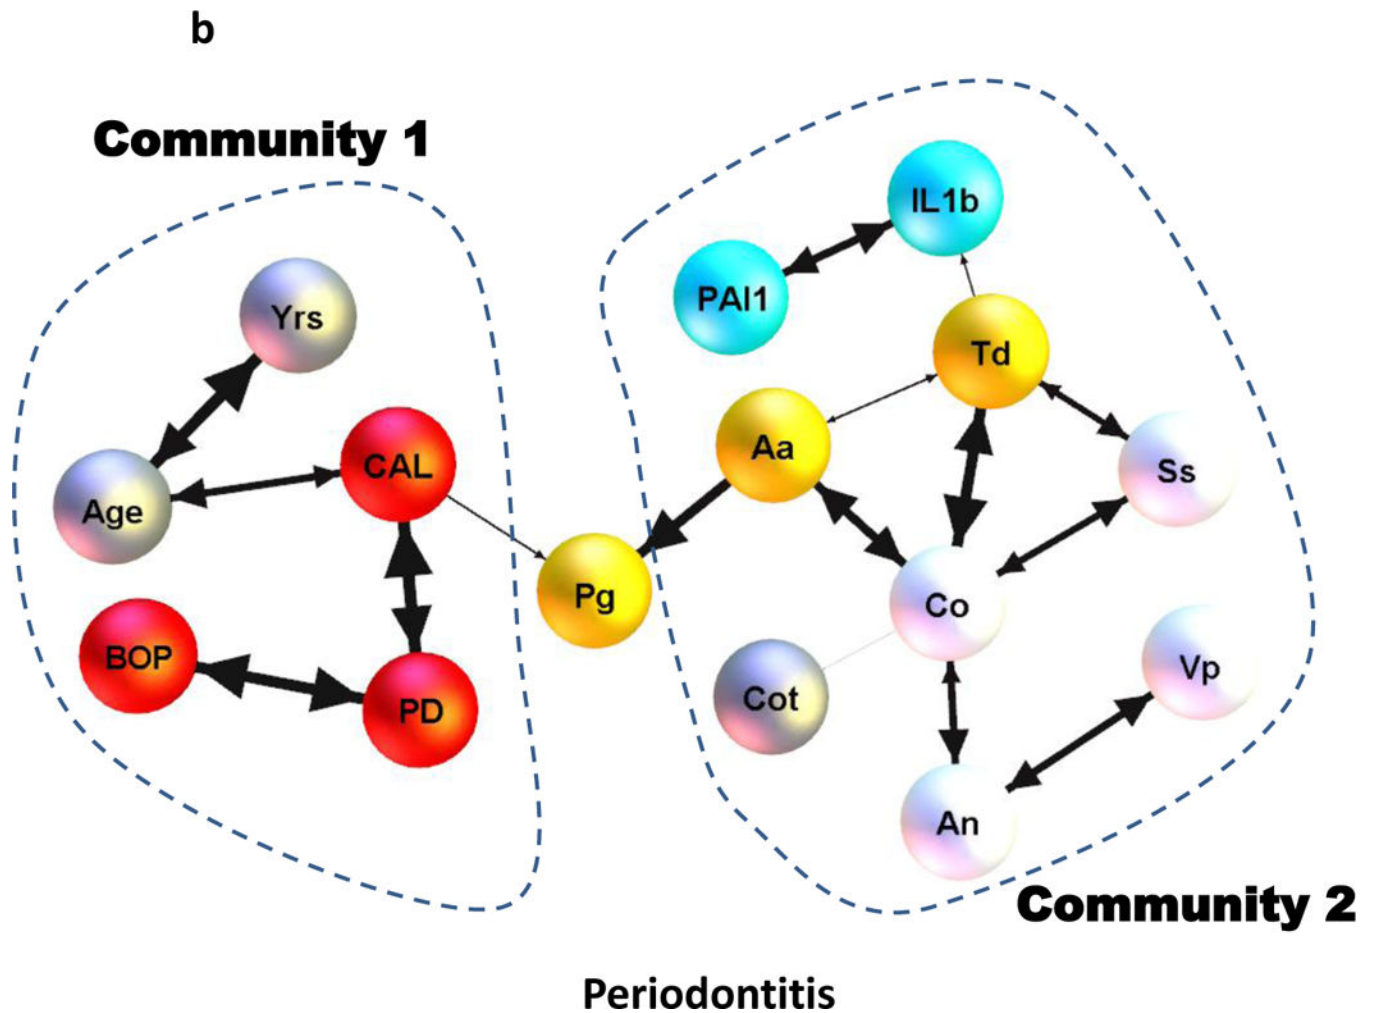 b
Community 1
IL1b
PAI1
Yrs
Td
Aa
CAL
Ss
Age
Pg
Co
BOP
Vp
Cot
PD
An
Community 2
Periodontitis